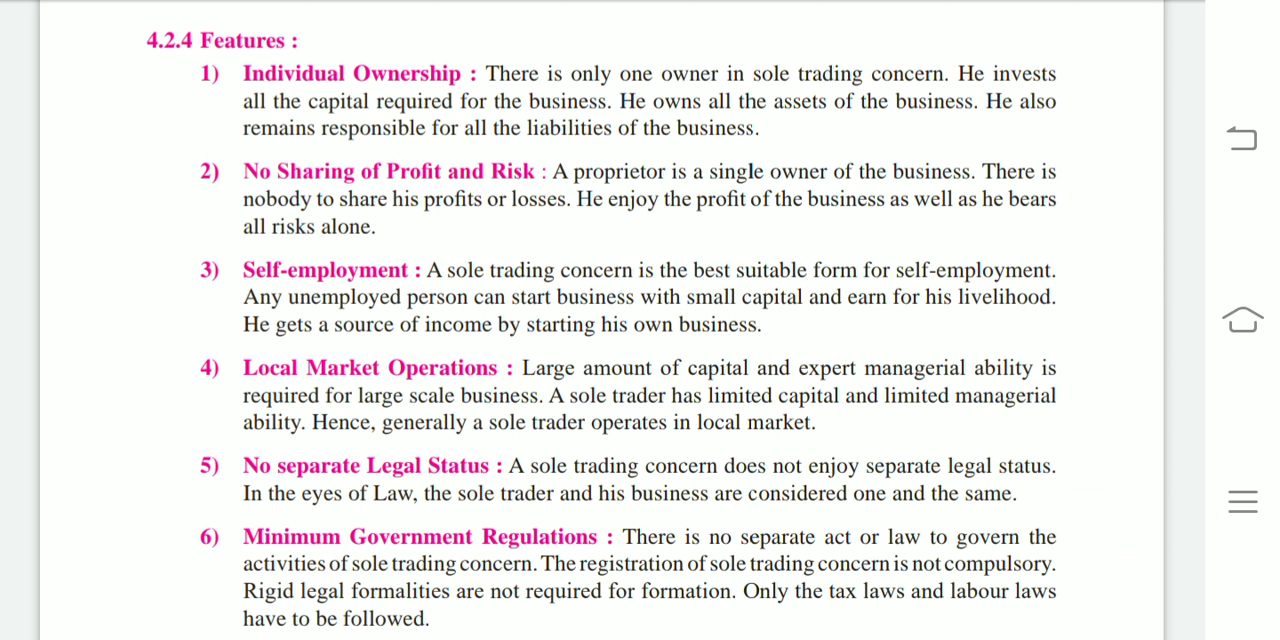 4.2.4 Features :
1) Individual Ownership : There is only one owner in sole trading concern. He invests
all the capital required for the business. He owns all the assets of the business. He also
remains responsible for all the liabilities of the business.
2) No Sharing of Profit and Risk : A proprietor is a single owner of the business. There is
nobody to share his profits or losses. He enjoy the profit of the business as well as he bears
all risks alone.
3) Self-employment : A sole trading concern is the best suitable form for self-employment.
Any unemployed person can start business with small capital and earn for his livelihood.
He gets a source of income by starting his own business.
4) Local Market Operations : Large amount of capital and expert managerial ability is
required for large scale business. A sole trader has limited capital and limited managerial
ability. Hence, generally a sole trader operates in local market.
5) No separate Legal Status : A sole trading concern does not enjoy separate legal status.
In the eyes of Law, the sole trader and his business are considered one and the same.
6) Minimum Government Regulations : There is no separate act or law to govern the
activities of sole trading concern. The registration of sole trading concern is not compulsory.
Rigid legal formalities are not required for formation. Only the tax laws and labour laws
have to be followed.